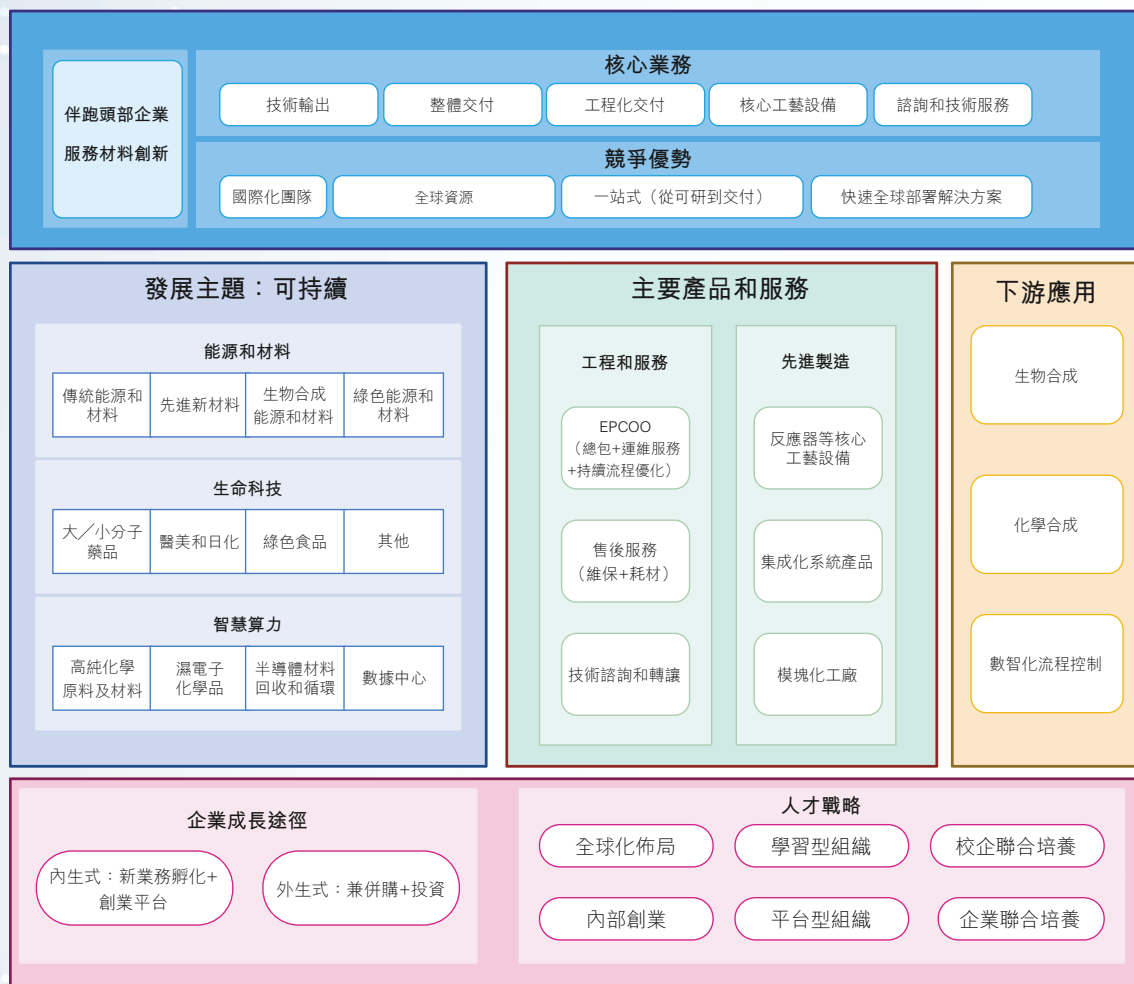 伴跑頭部企業
服務材料創新
核心業務
技術輸出
整體交付
工程化交付
核心工藝設備
諮詢和技術服務
競爭優勢
國際化團隊
全球資源
一站式（從可研到交付）
快速全球部署解決方案
發展主題：可持續
能源和材料
傳統能源和
材料
先進新材料
生物合成
能源和材料
綠色能源和
材料
生命科技
大／小分子
藥品
醫美和日化
綠色食品
其他
智慧算力
高純化學
原料及材料
濕電子
化學品
半導體材料
回收和循環
數據中心
主要產品和服務
工程和服務
EPCOO
（總包+運維服務
+持續流程優化）
售後服務
（維保+耗材）
技術諮詢和轉讓
先進製造
反應器等核心
工藝設備
集成化系統產品
模塊化工廠
下游應用
生物合成
化學合成
數智化流程控制
企業成長途徑
內生式：新業務孵化+
創業平台
外生式：兼併購+投資
人才戰略
全球化佈局
學習型組織
校企聯合培養
內部創業
平台型組織
企業聯合培養